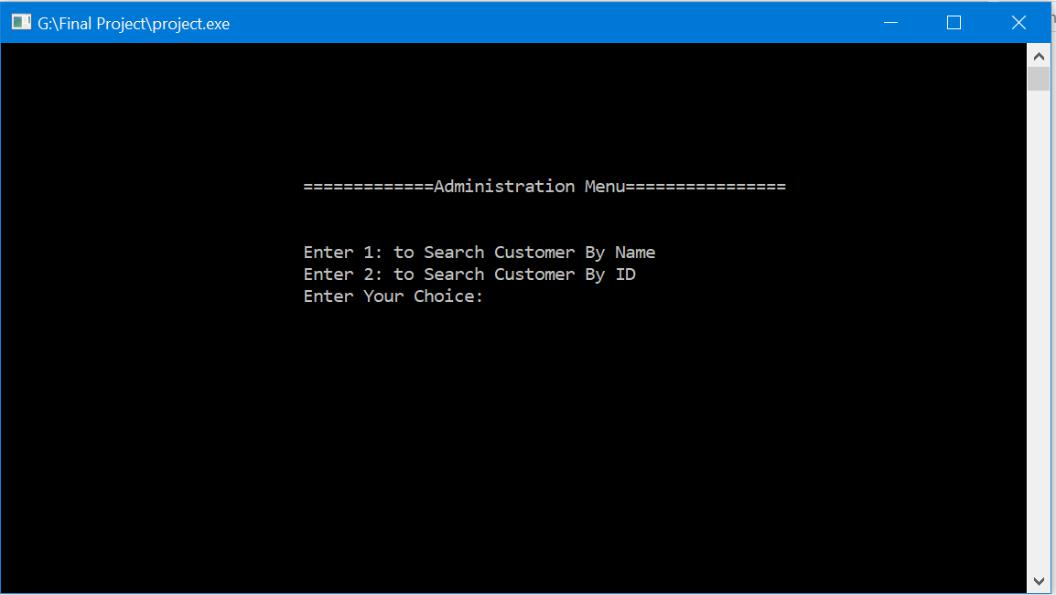 G:\Final Project\project.exe
=============Administration Menu================
Enter 1: to Search Customer By Name
Enter 2: to Search Customer By ID
Enter Your Choice: